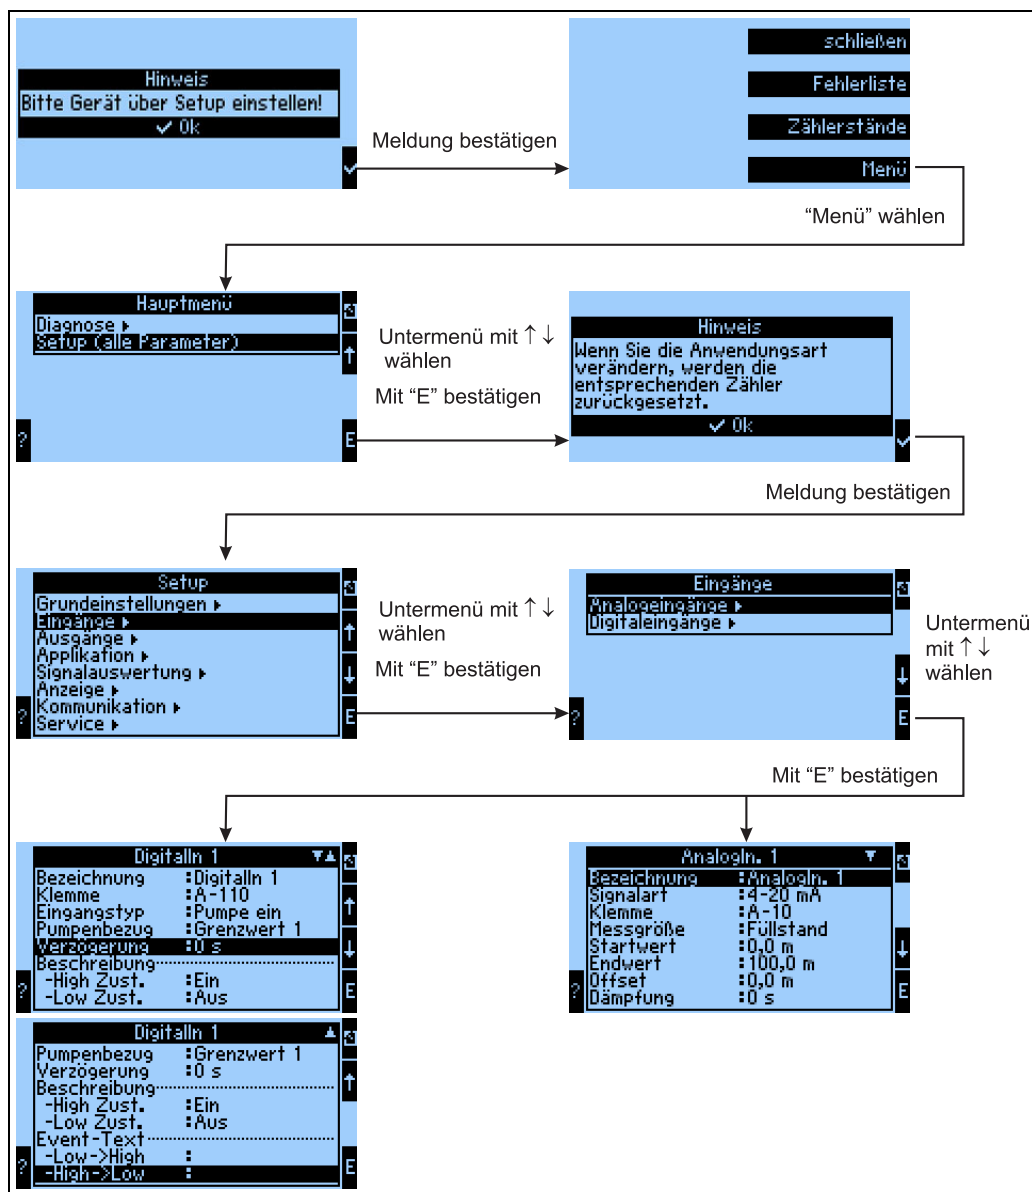 Hinweis
Bitte Gerät über Setup einstellen!
✓ Ok
✓
Meldung bestätigen
schließen
Fehlerliste
Zählerstände
Menü
“Menü” wählen
Hauptmenü
Diagnose ▸
Setup (alle Parameter)
↑
?
E
Untermenü mit ↑↓
wählen
Mit “E” bestätigen
Hinweis
Wenn Sie die Anwendungsart
verändern, werden die
entsprechenden Zähler
zurückgesetzt.
✓ Ok
✓
Meldung bestätigen
Setup
Grundeinstellungen ▸
Eingänge ▸
Ausgänge ▸
Applikation ▸
Signalauswertung ▸
Anzeige ▸
Kommunikation ▸
Service ▸
↑
↓
?
E
Untermenü mit ↑↓
wählen
Mit “E” bestätigen
Eingänge
Analogeingänge ▸
Digitaleingänge ▸
↓
?
E
Untermenü
mit ↑↓
wählen
Mit “E” bestätigen
DigitalIn 1 ▼▲
Bezeichnung :DigitalIn 1
Klemme :A-110
Eingangstyp :Pumpe ein
Pumpenbezug :Grenzwert 1
Verzögerung :0 s
Beschreibung
-High Zust. :Ein
-Low Zust. :Aus
↑
↓
?
E
AnalogIn. 1 ▼
Bezeichnung :AnalogIn. 1
Signalart :4-20 mA
Klemme :A-10
Messgröße :Füllstand
Startwert :0,0 m
Endwert :100,0 m
Offset :0,0 m
Dämpfung :0 s
↓
?
E
DigitalIn 1 ▲
Pumpenbezug :Grenzwert 1
Verzögerung :0 s
Beschreibung
-High Zust. :Ein
-Low Zust. :Aus
Event-Text
-Low->High :
-High->Low :
↑
?
E